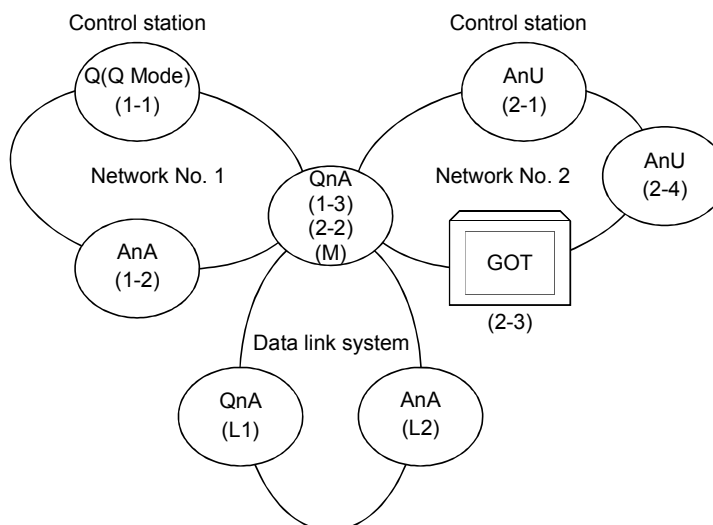 Control station
Control station
Q(Q Mode)
(1-1)
AnU
(2-1)
AnU
(2-4)
Network No. 1
Network No. 2
QnA
(1-3)
(2-2)
(M)
AnA
(1-2)
GOT
(2-3)
Data link system
QnA
(L1)
AnA
(L2)